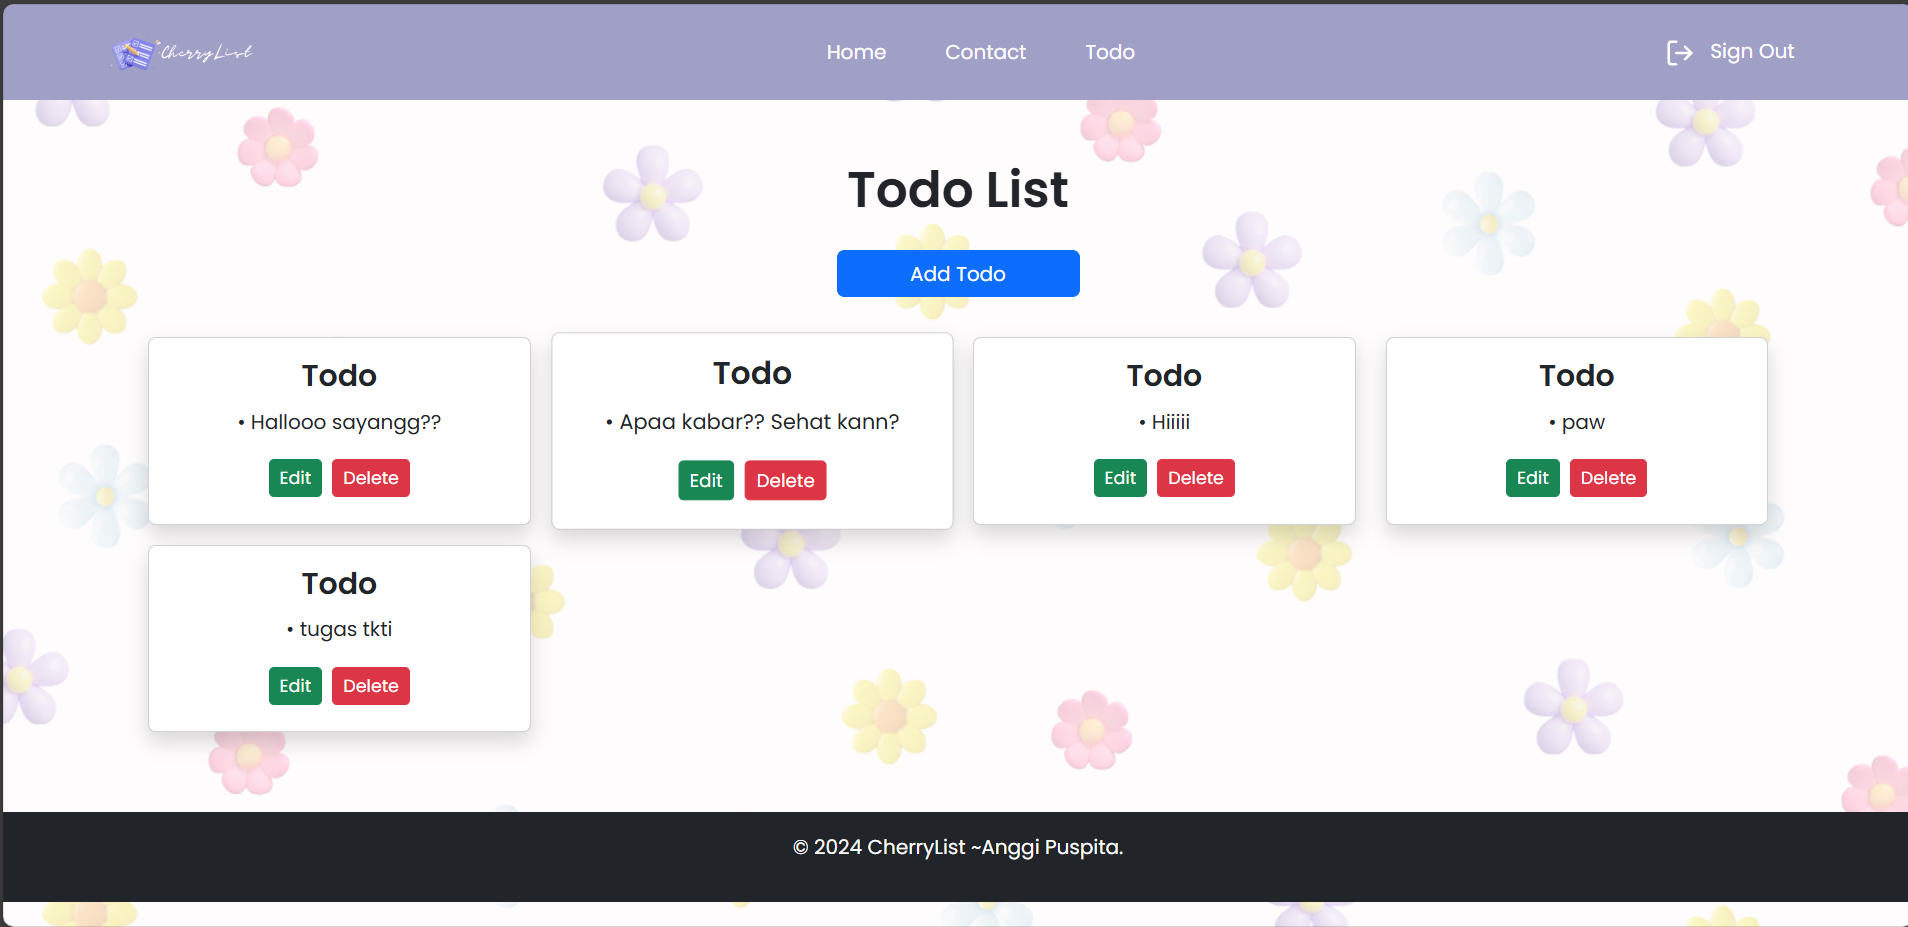 CherryList
Home
Contact
Todo
Sign Out
Todo List
Add Todo
Todo
• Hallooo sayangg??
Edit
Delete
Todo
• Apaa kabar?? Sehat kann?
Edit
Delete
Todo
• Hiiiii
Edit
Delete
Todo
• paw
Edit
Delete
Todo
• tugas tkti
Edit
Delete
© 2024 CherryList ~Anggi Puspita.